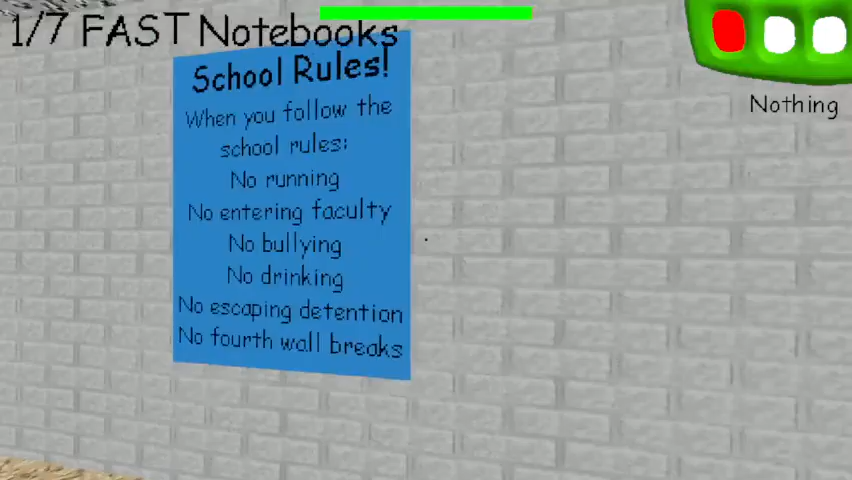 1/7 FAST Notebooks
School Rules!
When you follow the
school rules:
No running
No entering faculty
No bullying
No drinking
No escaping detention
No fourth wall breaks
Nothing